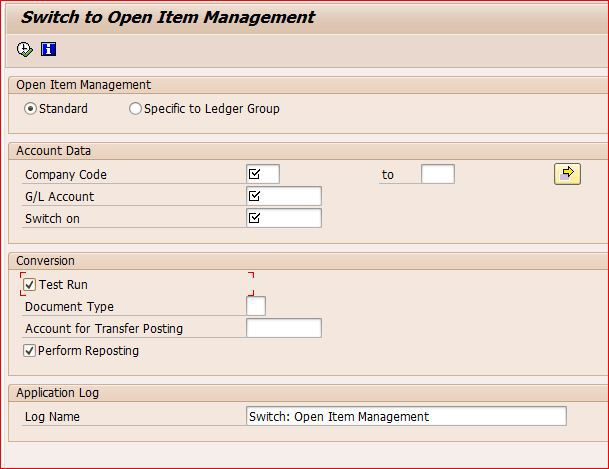 Switch to Open Item Management
Open Item Management
Standard Specific to Ledger Group
Account Data
Company Code to
G/L Account
Switch on
Conversion
Test Run
Document Type
Account for Transfer Posting
Perform Reposting
Application Log
Log Name Switch: Open Item Management